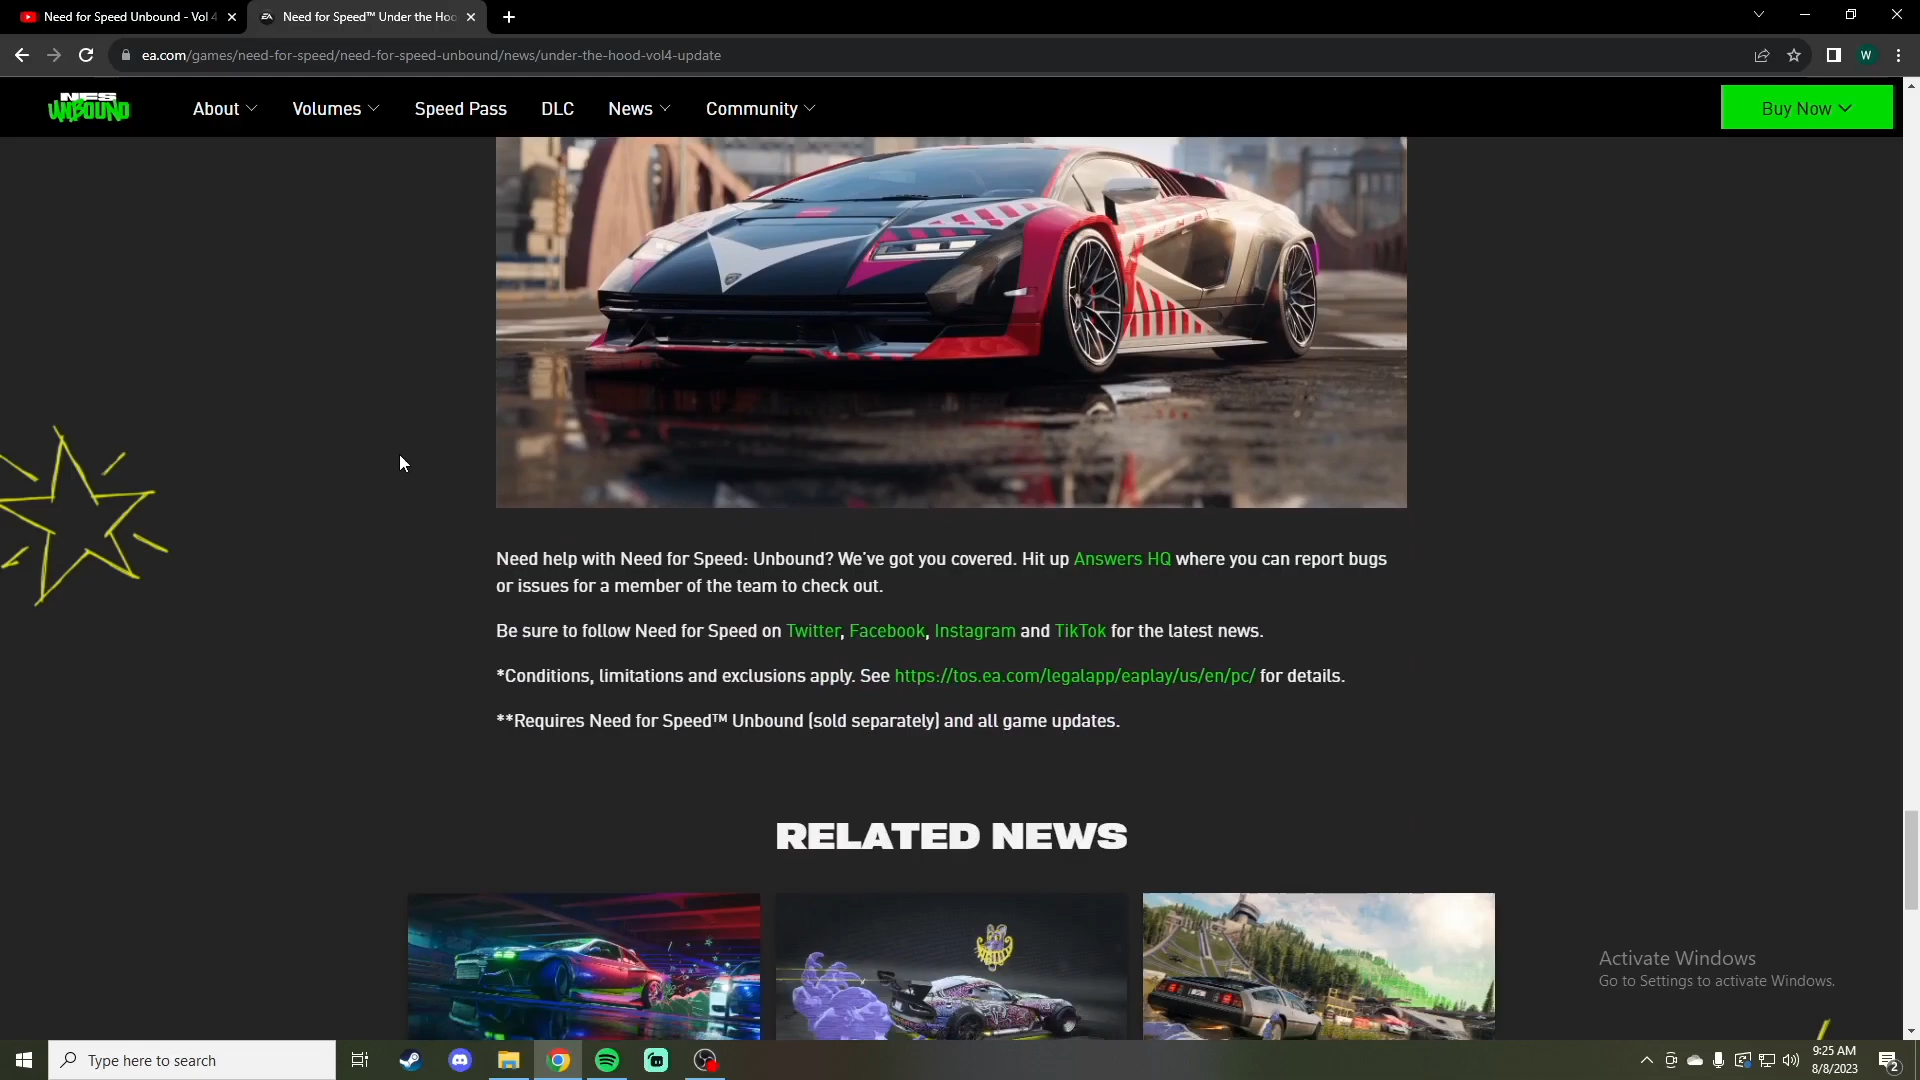 Need for Speed Unbound - Vol 4
Need for Speed™ Under the Hoo
ea.com/games/need-for-speed/need-for-speed-unbound/news/under-the-hood-vol4-update
W
NFS
UNBOUND
About
Volumes
Speed Pass
DLC
News
Community
Buy Now
Need help with Need for Speed: Unbound? We've got you covered. Hit up Answers HQ where you can report bugs
or issues for a member of the team to check out.
Be sure to follow Need for Speed on Twitter, Facebook, Instagram and TikTok for the latest news.
*Conditions, limitations and exclusions apply. See https://tos.ea.com/legalapp/eaplay/us/en/pc/ for details.
**Requires Need for Speed™ Unbound (sold separately) and all game updates.
RELATED NEWS
Activate Windows
Go to Settings to activate Windows.
Type here to search
9:25 AM
8/8/2023
2